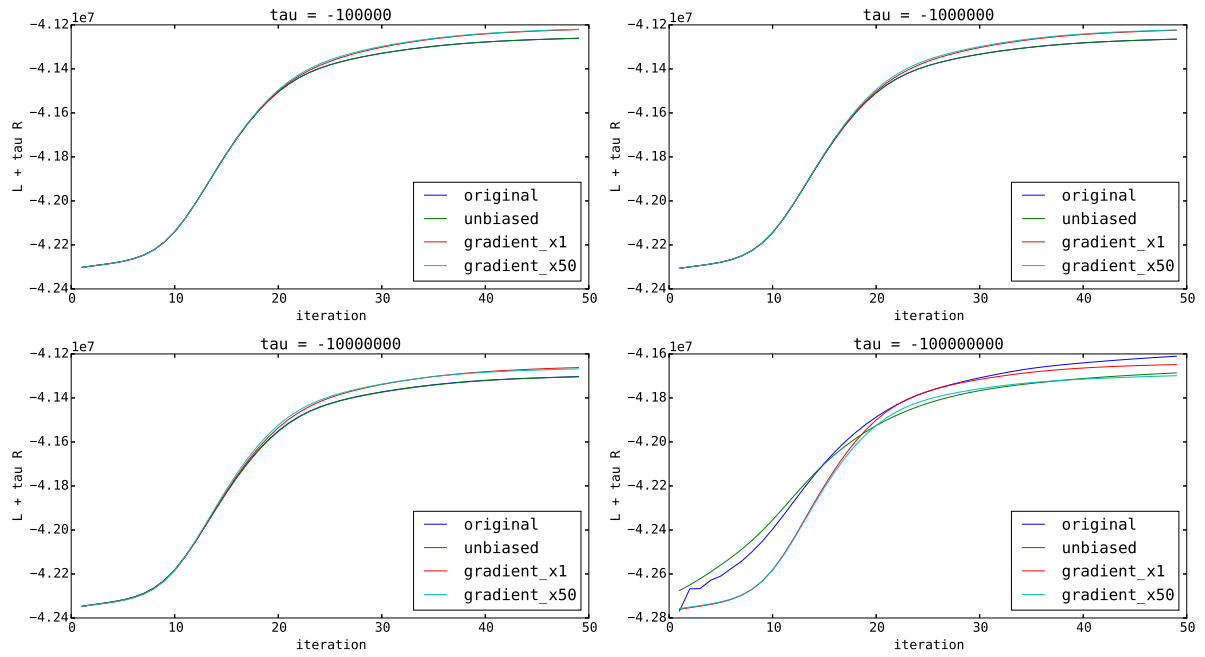 tau = -100000
−4.12 1e7
−4.14
−4.16
−4.18
−4.20
−4.22
−4.24
L + tau R
0 10 20 30 40 50
iteration
original
unbiased
gradient_x1
gradient_x50
tau = -1000000
−4.12 1e7
−4.14
−4.16
−4.18
−4.20
−4.22
−4.24
L + tau R
0 10 20 30 40 50
iteration
original
unbiased
gradient_x1
gradient_x50
tau = -10000000
−4.12 1e7
−4.14
−4.16
−4.18
−4.20
−4.22
−4.24
L + tau R
0 10 20 30 40 50
iteration
original
unbiased
gradient_x1
gradient_x50
tau = -100000000
−4.16 1e7
−4.18
−4.20
−4.22
−4.24
−4.26
−4.28
L + tau R
0 10 20 30 40 50
iteration
original
unbiased
gradient_x1
gradient_x50